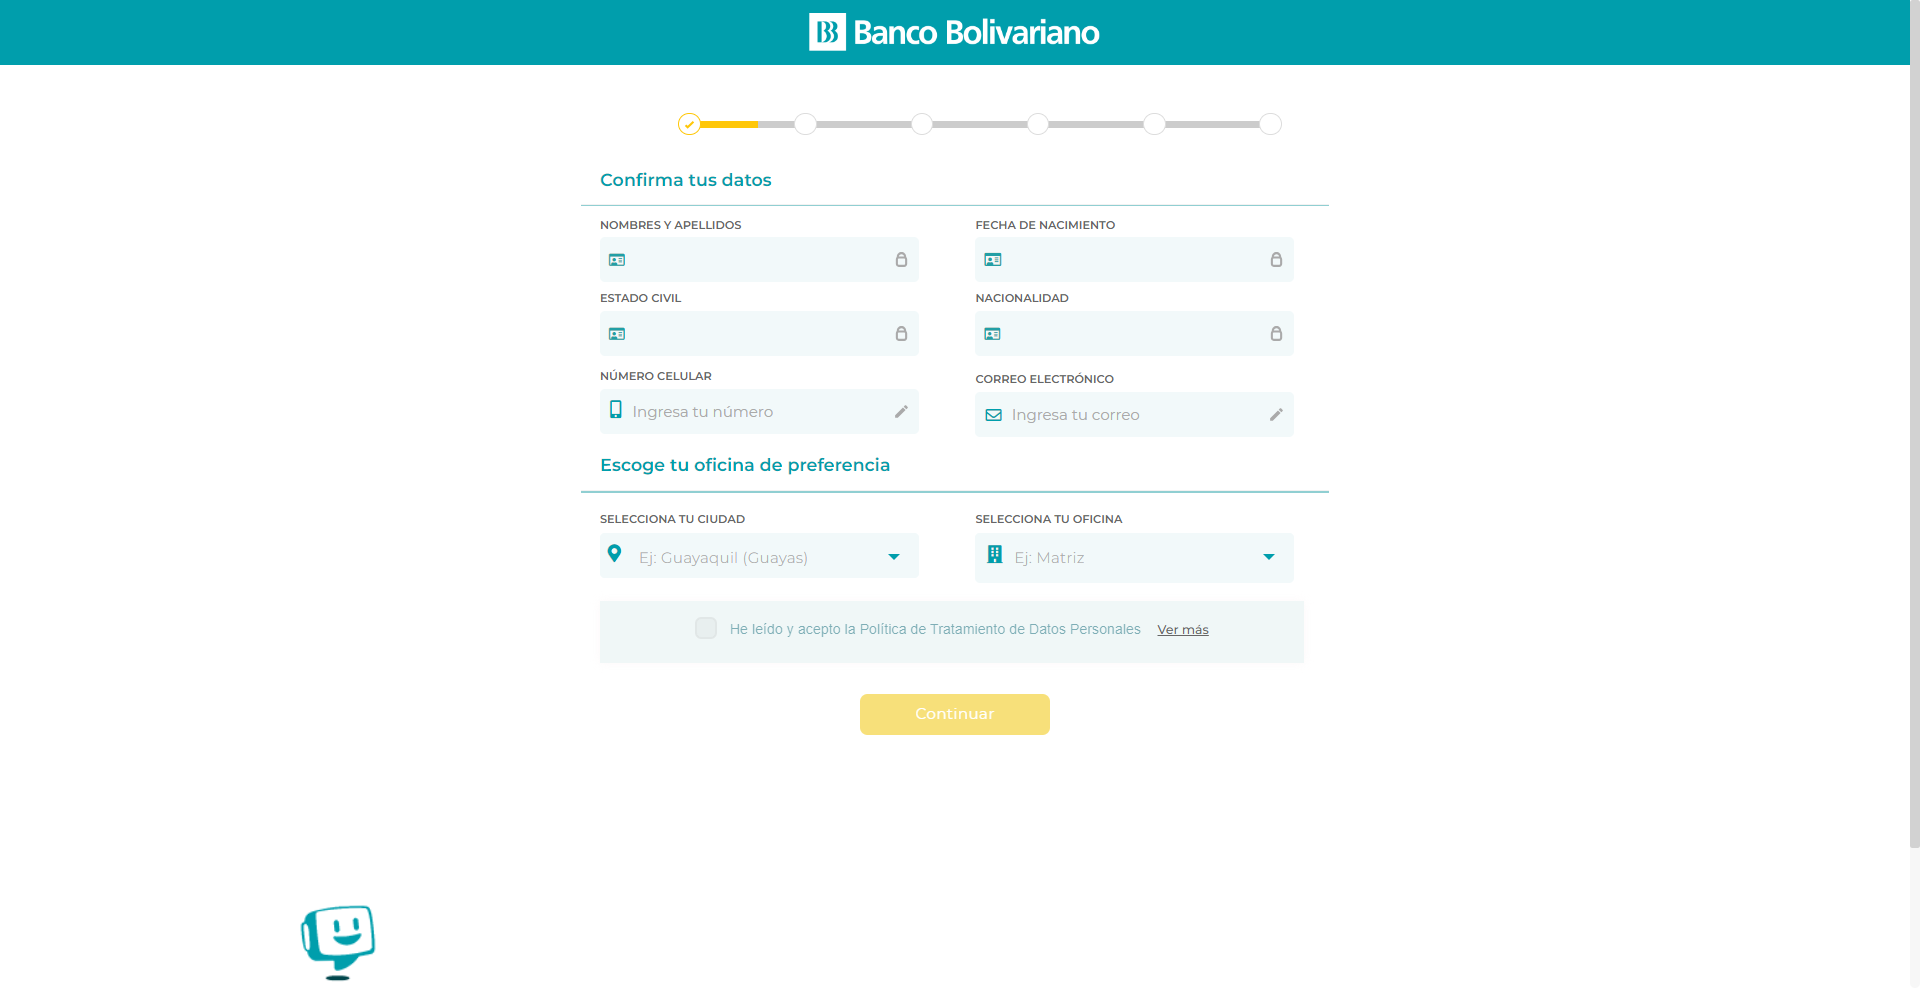 Banco Bolivariano
Confirma tus datos
NOMBRES Y APELLIDOS
FECHA DE NACIMIENTO
ESTADO CIVIL
NACIONALIDAD
NÚMERO CELULAR
CORREO ELECTRÓNICO
Ingresa tu número
Ingresa tu correo
Escoge tu oficina de preferencia
SELECCIONA TU CIUDAD
SELECCIONA TU OFICINA
Ej: Guayaquil (Guayas)
Ej: Matriz
He leído y acepto la Política de Tratamiento de Datos Personales Ver más
Continuar